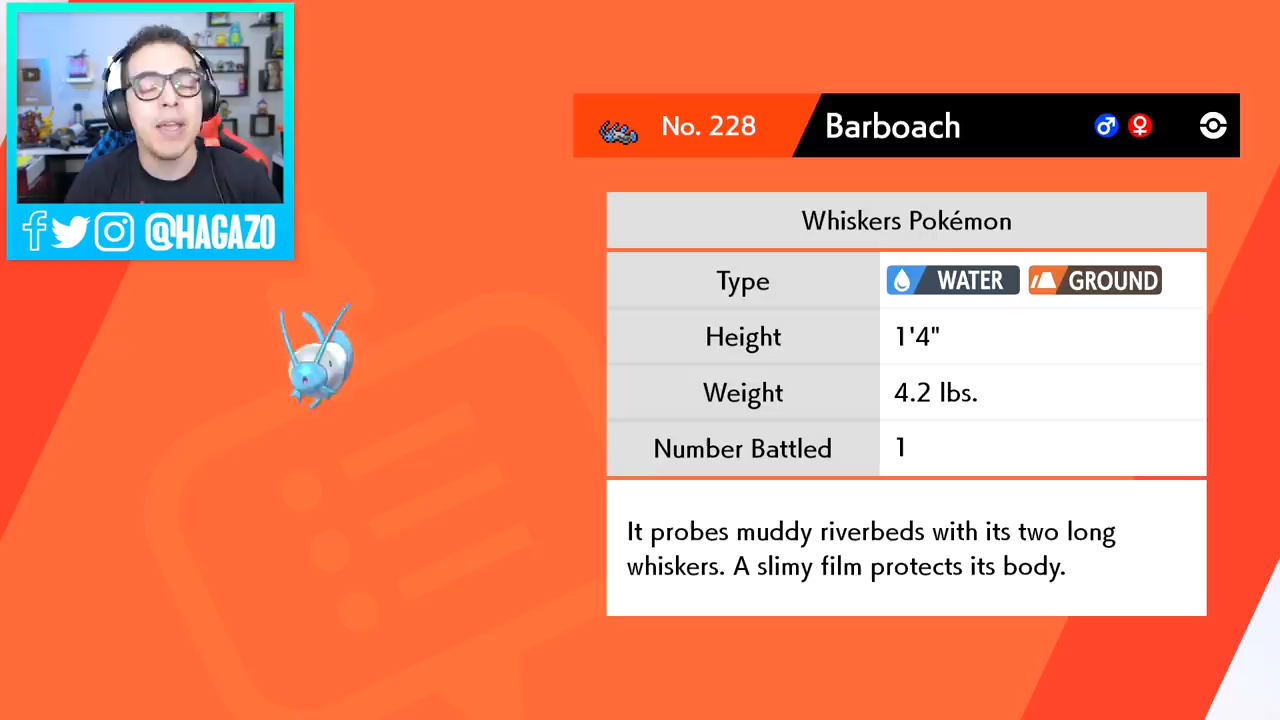 @HAGAZO
No. 228
Barboach
Whiskers Pokémon
Type
WATER
GROUND
Height
1'4"
Weight
4.2 lbs.
Number Battled
1
It probes muddy riverbeds with its two long
whiskers. A slimy film protects its body.